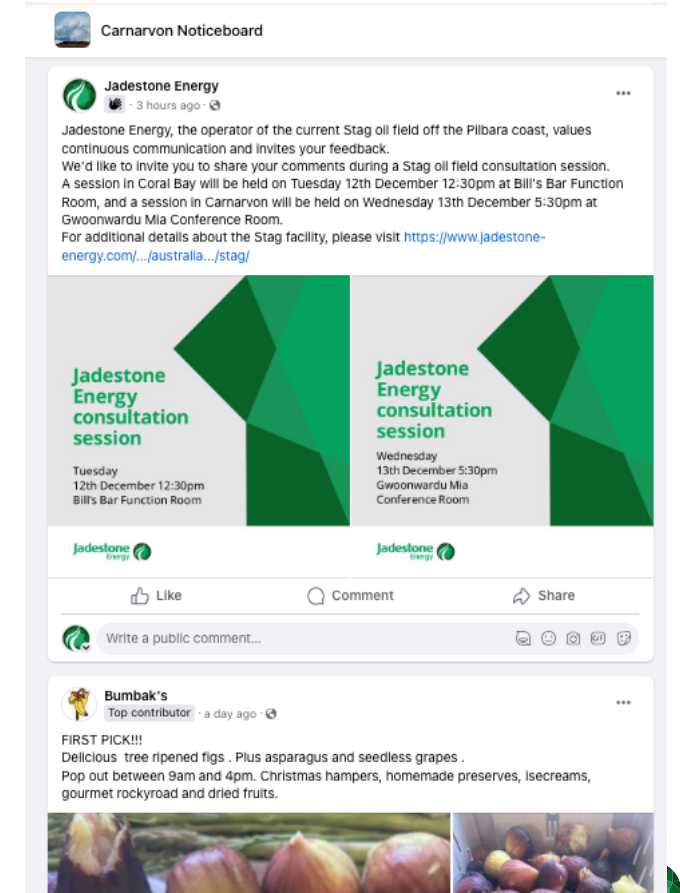 Carnarvon Noticeboard
Jadestone Energy
· 3 hours ago ·
Jadestone Energy, the operator of the current Stag oil field off the Pilbara coast, values
continuous communication and invites your feedback.
We'd like to invite you to share your comments during a Stag oil field consultation session.
A session in Coral Bay will be held on Tuesday 12th December 12:30pm at Bill's Bar Function
Room, and a session in Carnarvon will be held on Wednesday 13th December 5:30pm at
Gwoonwardu Mia Conference Room.
For additional details about the Stag facility, please visit https://www.jadestone-
energy.com/.../australia.../stag/
Jadestone
Energy
consultation
session
Tuesday
12th December 12:30pm
Bill's Bar Function Room
Jadestone
Energy
Jadestone
Energy
consultation
session
Wednesday
13th December 5:30pm
Gwoonwardu Mia
Conference Room
Jadestone
Energy
Like
Comment
Share
Write a public comment...
GIF
Bumbak's
Top contributor · a day ago ·
FIRST PICK!!!
Delicious tree ripened figs . Plus asparagus and seedless grapes .
Pop out between 9am and 4pm. Christmas hampers, homemade preserves, isecreams,
gourmet rockyroad and dried fruits.